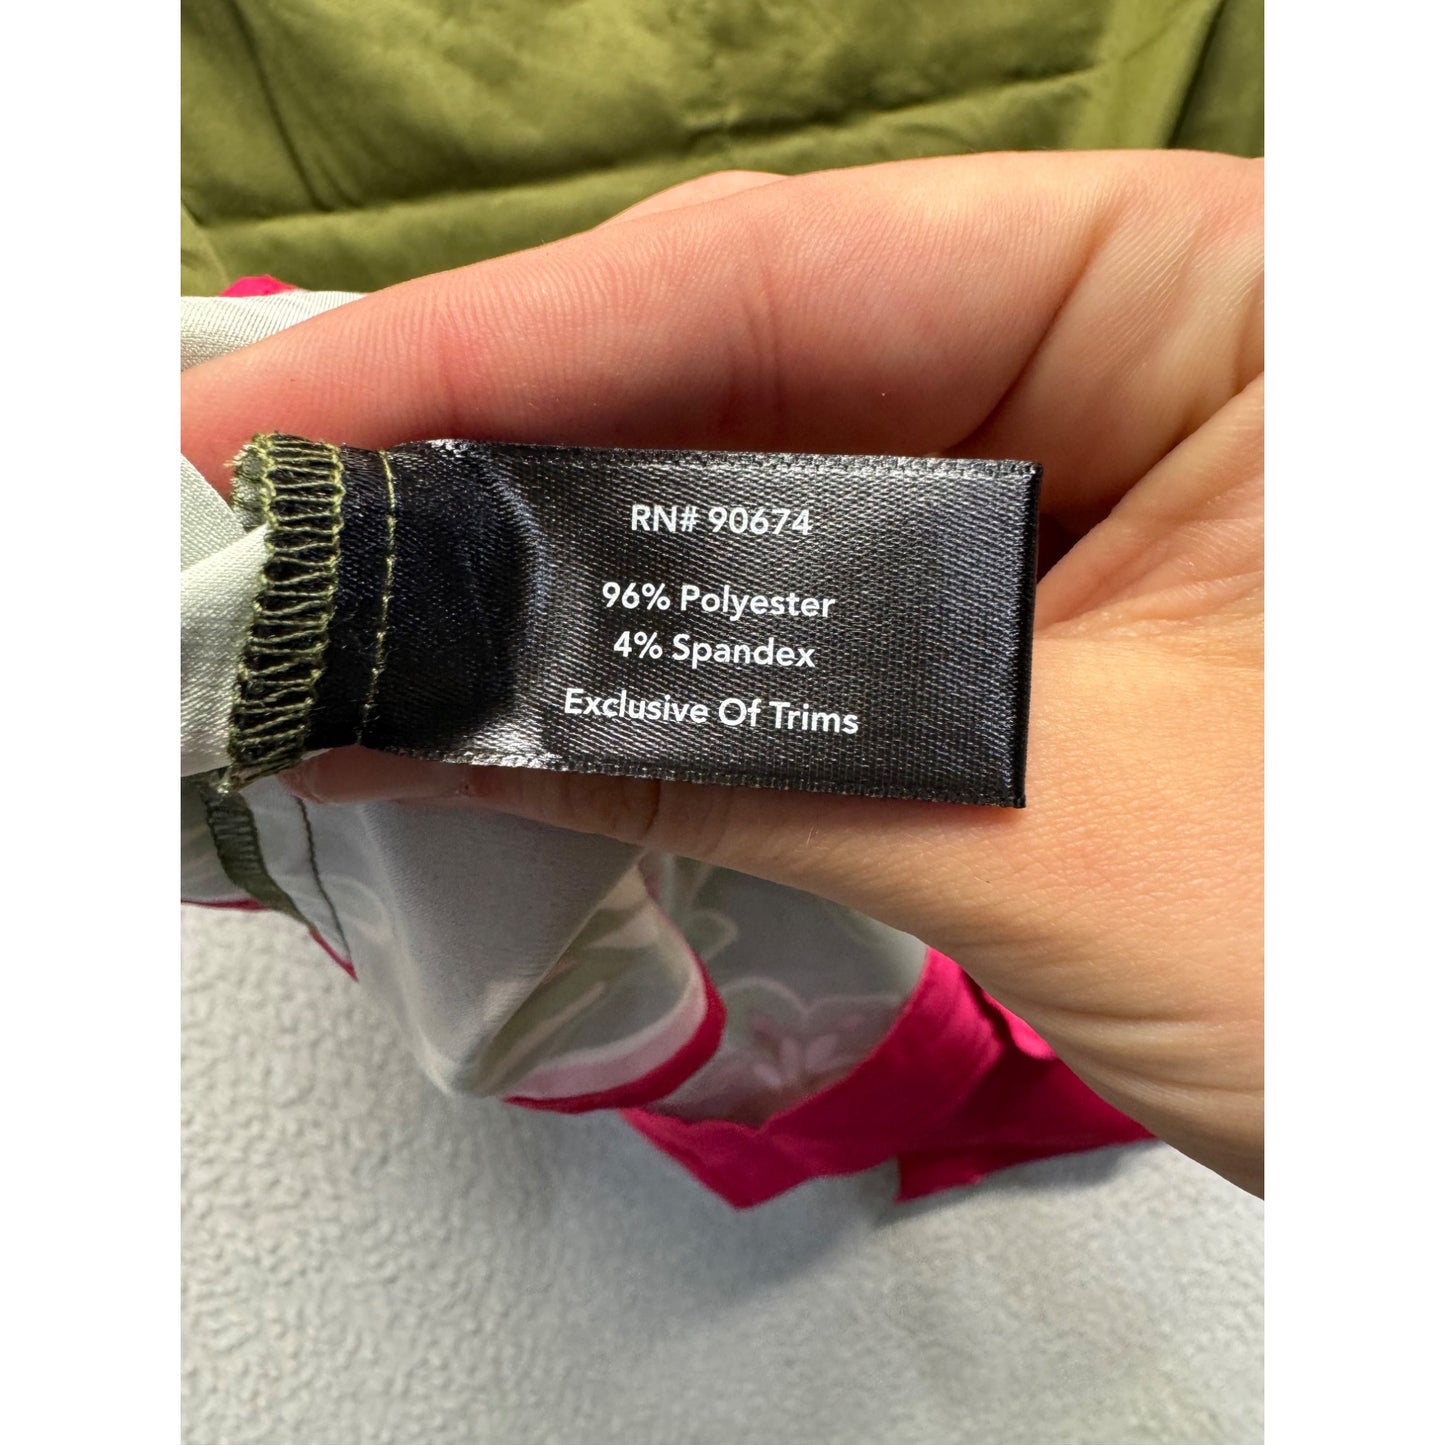 RN# 90674
96% Polyester
4% Spandex
Exclusive Of Trims